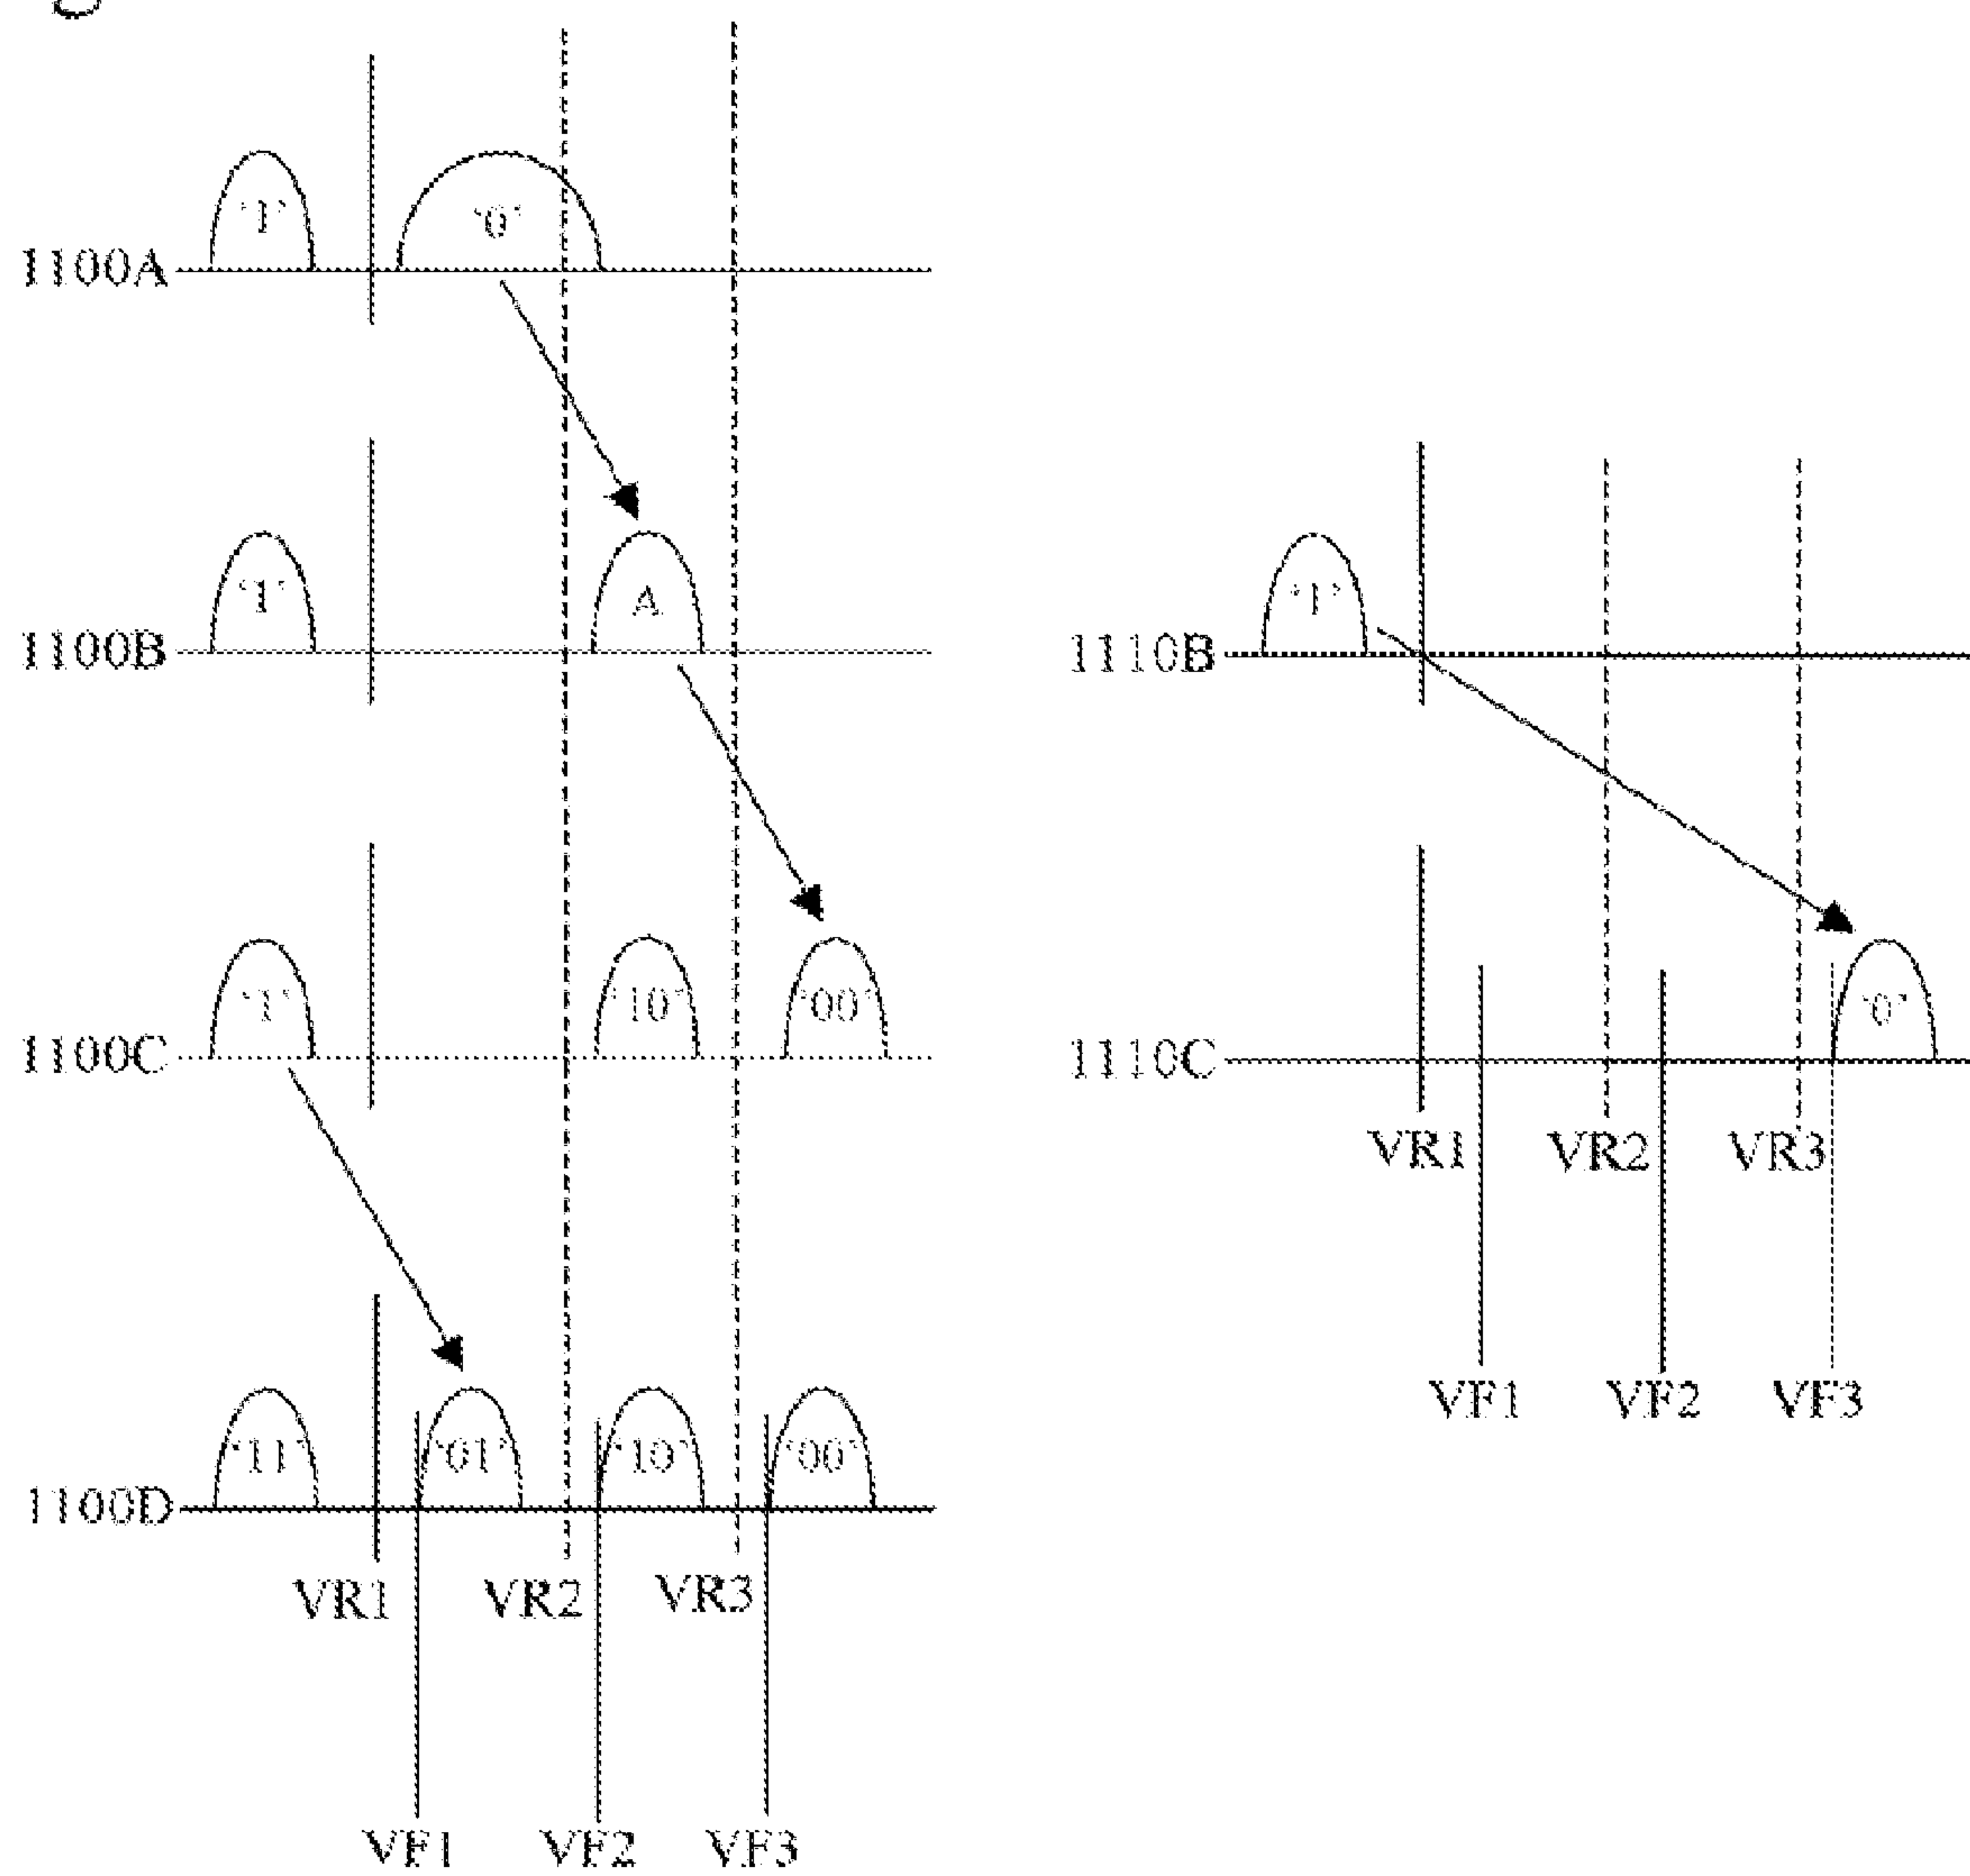 '1' '0'
1100A
'1' A
1100B
'1' '10' '00'
1100C
'11' '01' '10' '00'
1100D
VR1 VR2 VR3
VF1 VF2 VF3
'1'
1110B
'0'
1110C
VR1 VR2 VR3
VF1 VF2 VF3